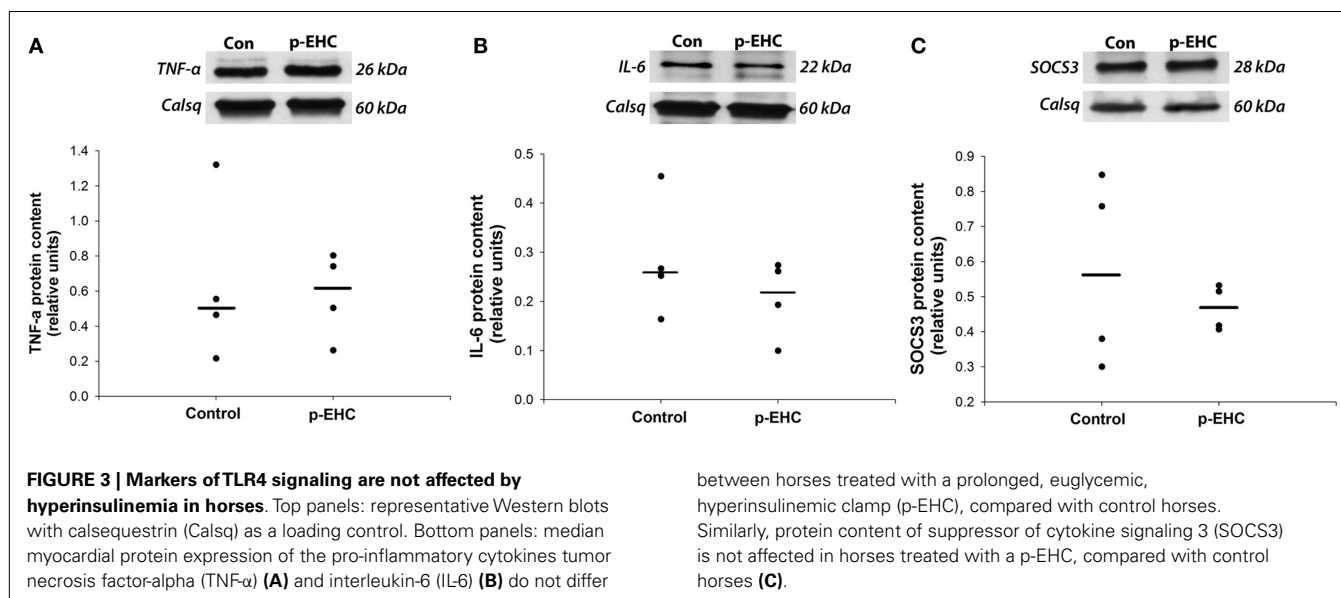 A
Con p-EHC
TNF-α 26 kDa
Calsq 60 kDa
1.4
1.2
1.0
0.8
0.6
0.4
0.2
0.0
TNF-a protein content
(relative units)
Control p-EHC
B
Con p-EHC
IL-6 22 kDa
Calsq 60 kDa
0.5
0.4
0.3
0.2
0.1
0.0
IL-6 protein content
(relative units)
Control p-EHC
C
Con p-EHC
SOCS3 28 kDa
Calsq 60 kDa
0.9
0.8
0.7
0.6
0.5
0.4
0.3
0.2
SOCS3 protein content
(relative units)
Control p-EHC
FIGURE 3 | Markers of TLR4 signaling are not affected by
hyperinsulinemia in horses. Top panels: representative Western blots
with calsequestrin (Calsq) as a loading control. Bottom panels: median
myocardial protein expression of the pro-inflammatory cytokines tumor
necrosis factor-alpha (TNF-α) (A) and interleukin-6 (IL-6) (B) do not differ
between horses treated with a prolonged, euglycemic,
hyperinsulinemic clamp (p-EHC), compared with control horses.
Similarly, protein content of suppressor of cytokine signaling 3 (SOCS3)
is not affected in horses treated with a p-EHC, compared with control
horses (C).